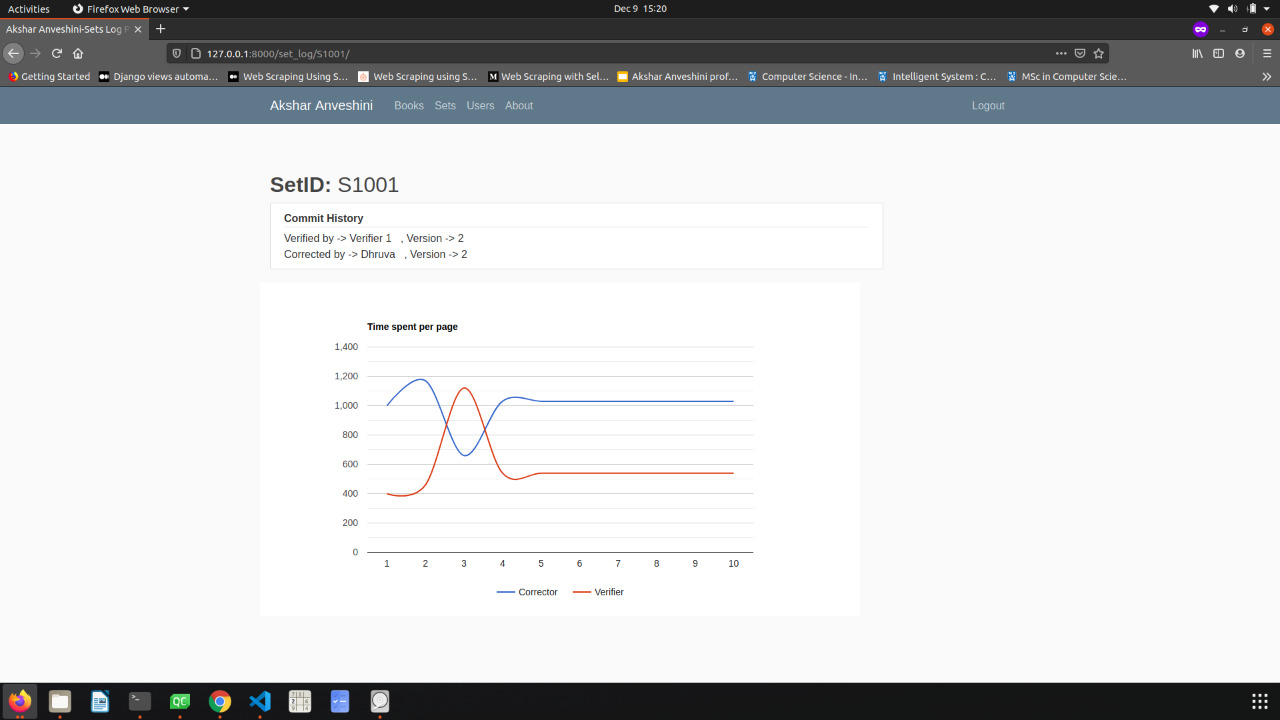 Activities Firefox Web Browser Dec 9 15:20
Akshar Anveshini-Sets Log
127.0.0.1:8000/set_log/S1001/
Getting Started Django views automa… Web Scraping Using S… Web Scraping using S… Web Scraping with Sel… Akshar Anveshini prof… Computer Science - In… Intelligent System : C… MSc in Computer Scie…
Akshar Anveshini Books Sets Users About Logout
SetID: S1001
Commit History
Verified by -> Verifier 1 , Version -> 2
Corrected by -> Dhruva , Version -> 2
Time spent per page
1,400
1,200
1,000
800
600
400
200
0
1 2 3 4 5 6 7 8 9 10
Corrector Verifier